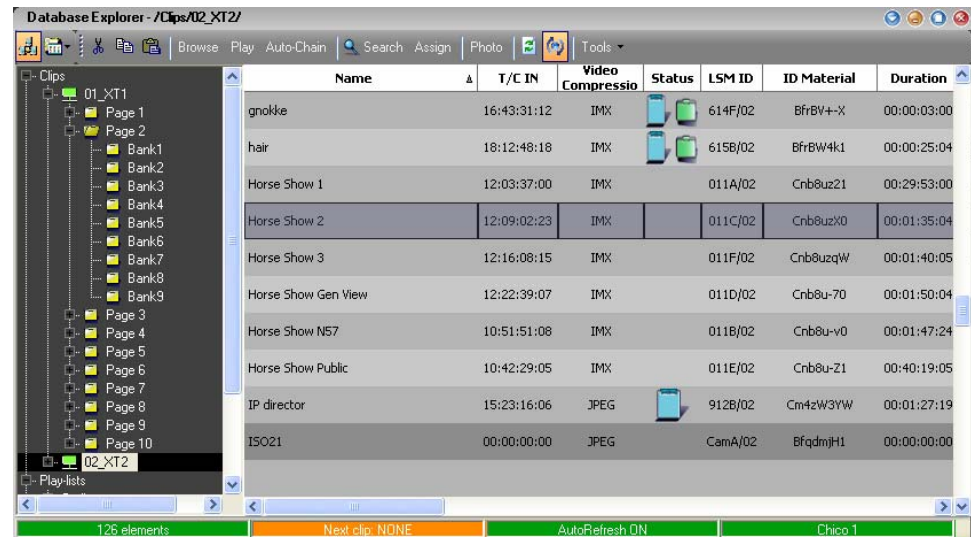 Database Explorer - /Clips/02_XT2/
Browse Play Auto-Chain Search Assign Photo Tools
Clips
01_XT1
Page 1
Page 2
Bank1
Bank2
Bank3
Bank4
Bank5
Bank6
Bank7
Bank8
Bank9
Page 3
Page 4
Page 5
Page 6
Page 7
Page 8
Page 9
Page 10
02_XT2
Play-lists
Name T/C IN Video Compressio Status LSM ID ID Material Duration
gnokke 16:43:31:12 IMX 614F/02 BfrBV+-X 00:00:03:00
hair 18:12:48:18 IMX 615B/02 BfrBW4k1 00:00:25:04
Horse Show 1 12:03:37:00 IMX 011A/02 Cnb8uz21 00:29:53:00
Horse Show 2 12:09:02:23 IMX 011C/02 Cnb8uzX0 00:01:35:04
Horse Show 3 12:16:08:15 IMX 011F/02 Cnb8uzqW 00:01:40:05
Horse Show Gen View 12:22:39:07 IMX 011D/02 Cnb8u-70 00:01:50:04
Horse Show N57 10:51:51:08 IMX 011B/02 Cnb8u-v0 00:01:47:24
Horse Show Public 10:42:29:05 IMX 011E/02 Cnb8u-Z1 00:40:19:05
IP director 15:23:16:06 JPEG 912B/02 Cm4zW3YW 00:01:27:19
ISO21 00:00:00:00 JPEG CamA/02 BfqdmjH1 00:00:00:00
126 elements Next clip: NONE AutoRefresh ON Chico 1